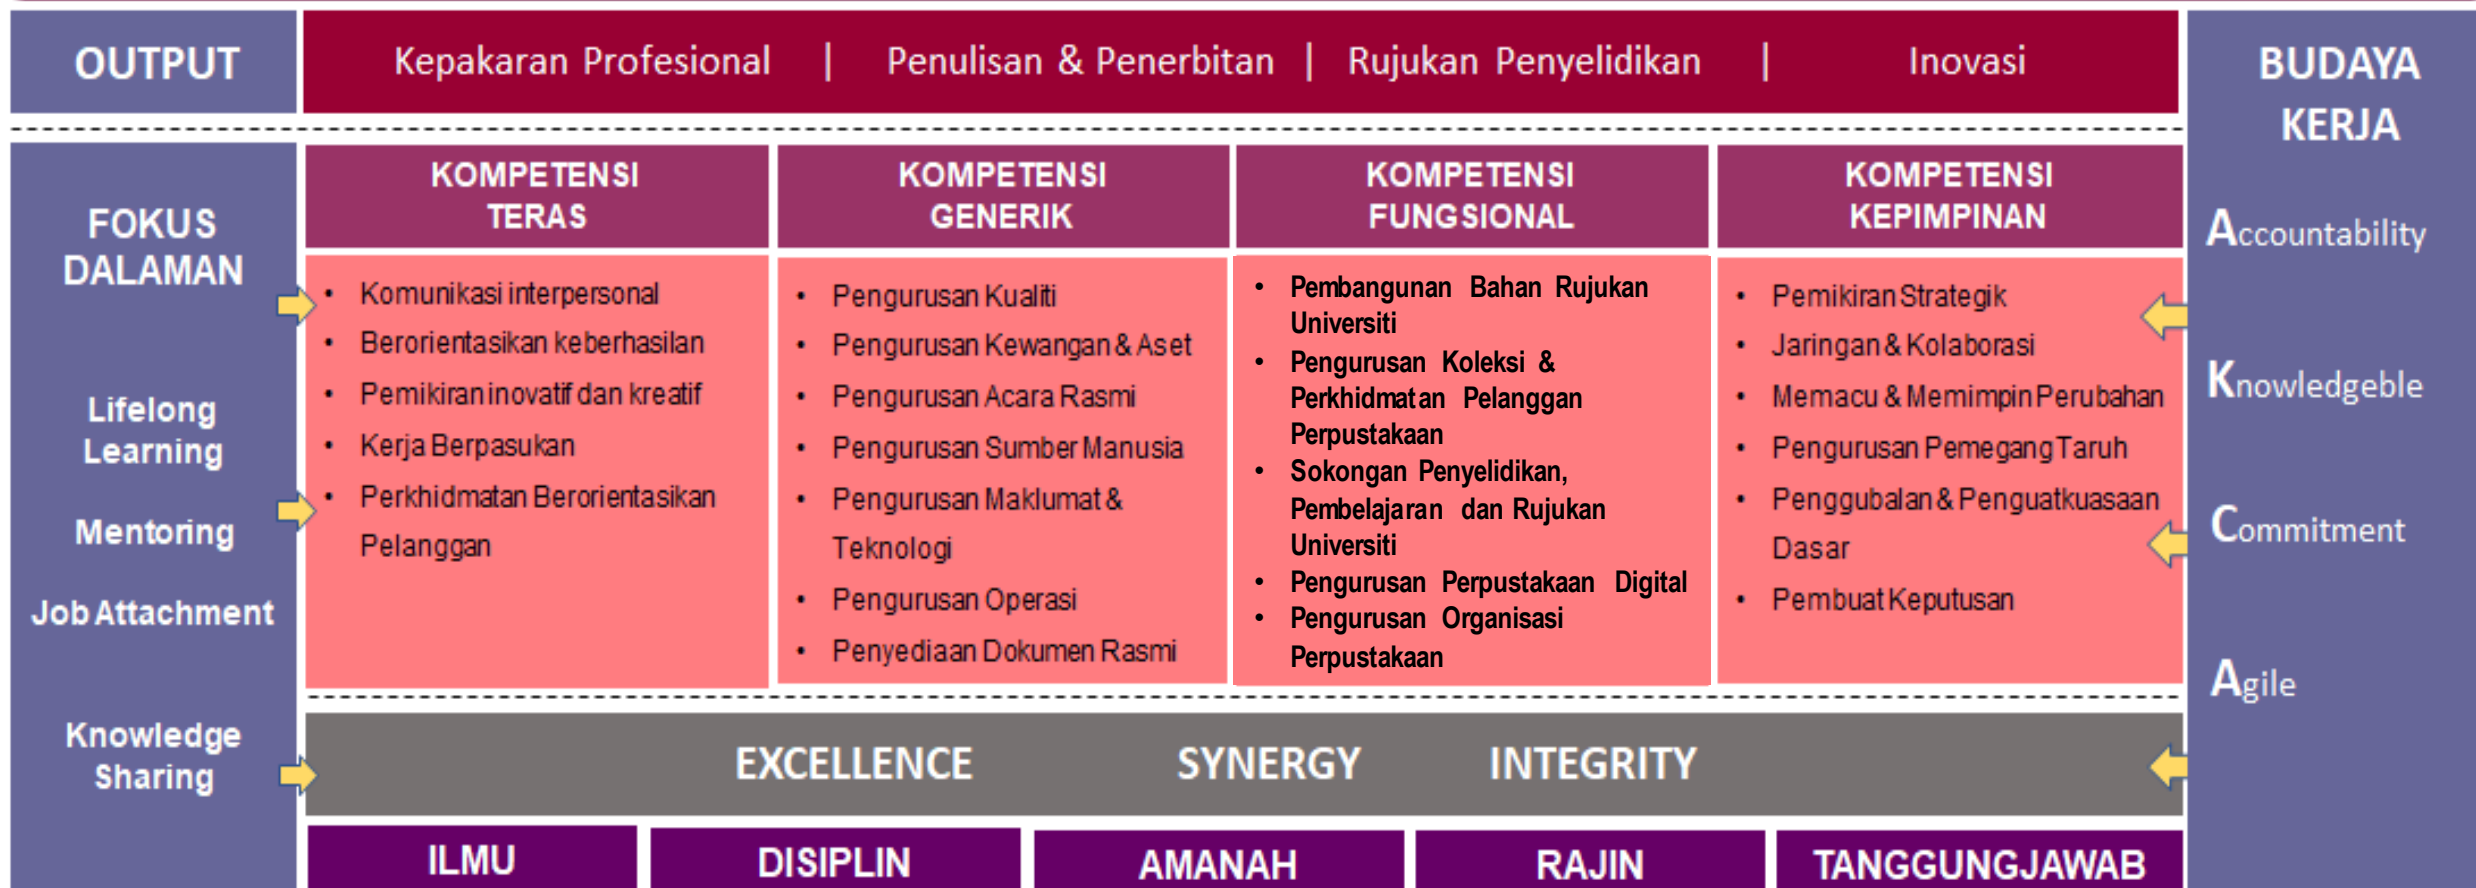 OUTPUT
Kepakaran Profesional | Penulisan & Penerbitan | Rujukan Penyelidikan | Inovasi
BUDAYA
KERJA
Accountability
Knowledgeble
Commitment
Agile
FOKUS
DALAMAN
Lifelong
Learning
Mentoring
Job Attachment
Knowledge
Sharing
KOMPETENSI
TERAS
• Komunikasi interpersonal
• Berorientasikan keberhasilan
• Pemikiran inovatif dan kreatif
• Kerja Berpasukan
• Perkhidmatan Berorientasikan
Pelanggan
KOMPETENSI
GENERIK
• Pengurusan Kualiti
• Pengurusan Kewangan & Aset
• Pengurusan Acara Rasmi
• Pengurusan Sumber Manusia
• Pengurusan Maklumat &
Teknologi
• Pengurusan Operasi
• Penyediaan Dokumen Rasmi
KOMPETENSI
FUNGSIONAL
• Pembangunan Bahan Rujukan
Universiti
• Pengurusan Koleksi &
Perkhidmatan Pelanggan
Perpustakaan
• Sokongan Penyelidikan,
Pembelajaran dan Rujukan
Universiti
• Pengurusan Perpustakaan Digital
• Pengurusan Organisasi
Perpustakaan
KOMPETENSI
KEPIMPINAN
• Pemikiran Strategik
• Jaringan & Kolaborasi
• Memacu & Memimpin Perubahan
• Pengurusan Pemegang Taruh
• Penggubalan & Penguatkuasaan
Dasar
• Pembuat Keputusan
EXCELLENCE SYNERGY INTEGRITY
ILMU DISIPLIN AMANAH RAJIN TANGGUNGJAWAB